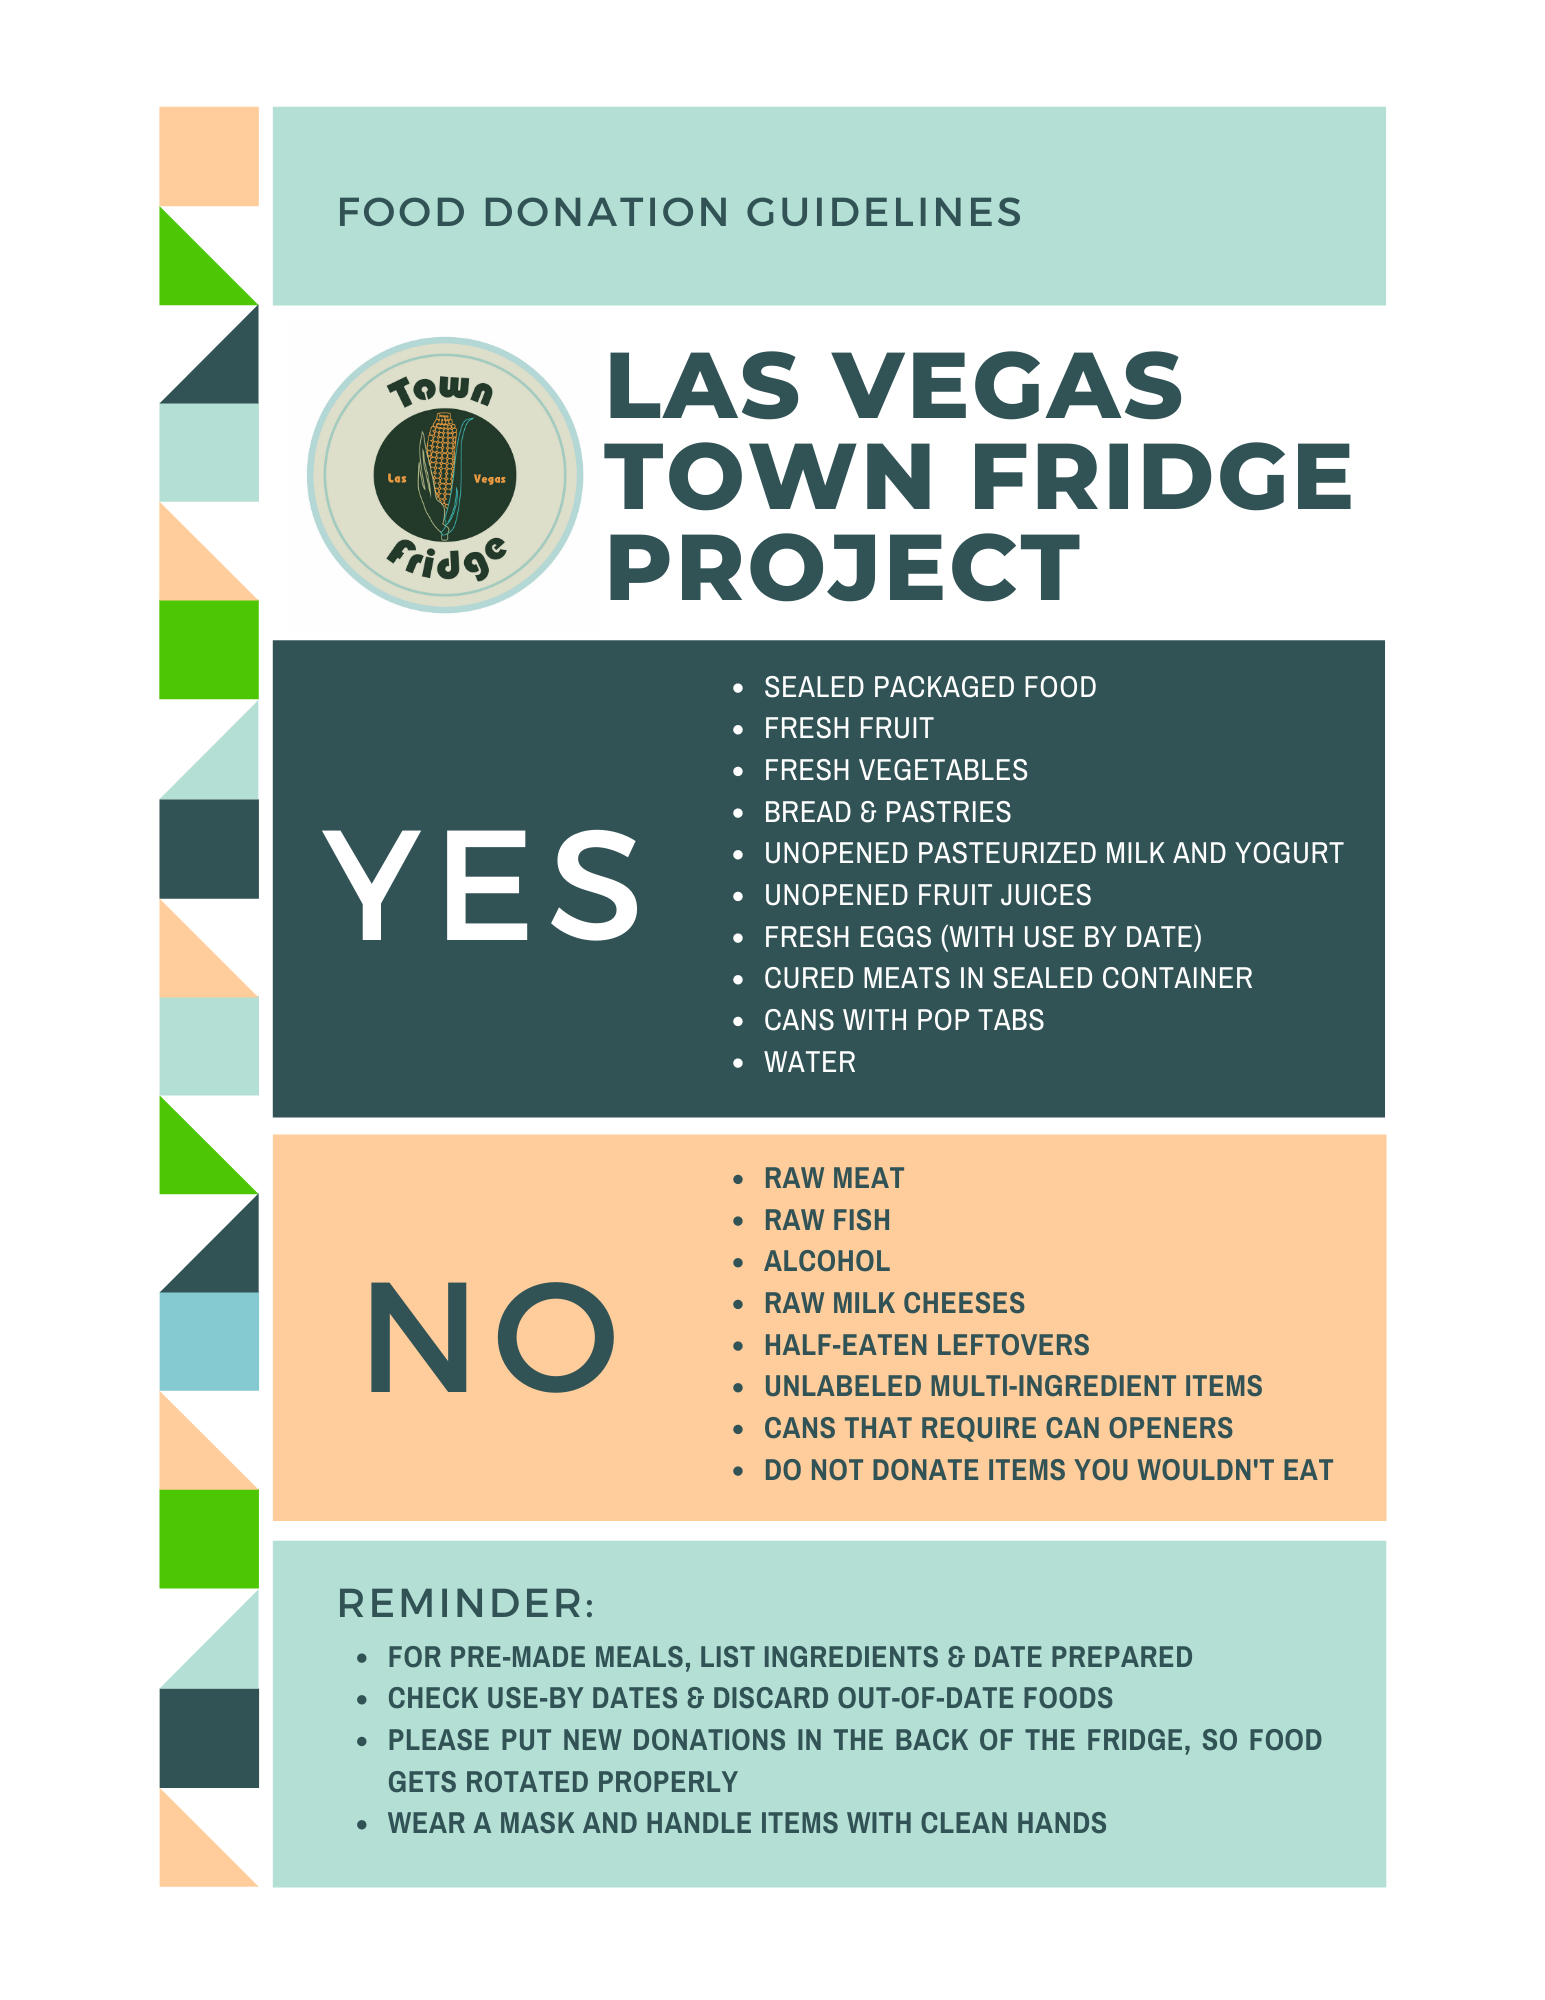 FOOD DONATION GUIDELINES
Town
Las Vegas
Fridge
LAS VEGAS
TOWN FRIDGE
PROJECT
YES
• SEALED PACKAGED FOOD
• FRESH FRUIT
• FRESH VEGETABLES
• BREAD & PASTRIES
• UNOPENED PASTEURIZED MILK AND YOGURT
• UNOPENED FRUIT JUICES
• FRESH EGGS (WITH USE BY DATE)
• CURED MEATS IN SEALED CONTAINER
• CANS WITH POP TABS
• WATER
NO
• RAW MEAT
• RAW FISH
• ALCOHOL
• RAW MILK CHEESES
• HALF-EATEN LEFTOVERS
• UNLABELED MULTI-INGREDIENT ITEMS
• CANS THAT REQUIRE CAN OPENERS
• DO NOT DONATE ITEMS YOU WOULDN'T EAT
REMINDER:
• FOR PRE-MADE MEALS, LIST INGREDIENTS & DATE PREPARED
• CHECK USE-BY DATES & DISCARD OUT-OF-DATE FOODS
• PLEASE PUT NEW DONATIONS IN THE BACK OF THE FRIDGE, SO FOOD
GETS ROTATED PROPERLY
• WEAR A MASK AND HANDLE ITEMS WITH CLEAN HANDS